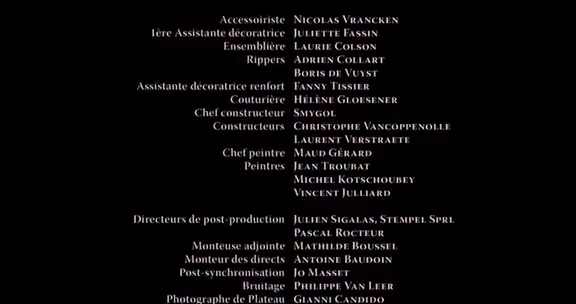 Accessoiriste Nicolas Vrancken
1ère Assistante décoratrice Juliette Fassin
Ensemblière Laurie Colson
Rippers Adrien Collart
Boris de Vuyst
Assistante décoratrice renfort Fanny Tissier
Couturière Hélène Gloesener
Chef constructeur Smygol
Constructeurs Christophe Vancoppenolle
Laurent Verstraete
Chef peintre Maud Gérard
Peintres Jean Troubat
Michel Kotschoubey
Vincent Julliard
Directeurs de post-production Julien Sigalas, Stempel Sprl
Pascal Rocteur
Monteuse adjointe Mathilde Boussel
Monteur des directs Antoine Baudoin
Post-synchronisation Jo Masset
Bruitage Philippe Van Leer
Photographe de Plateau Gianni Candido